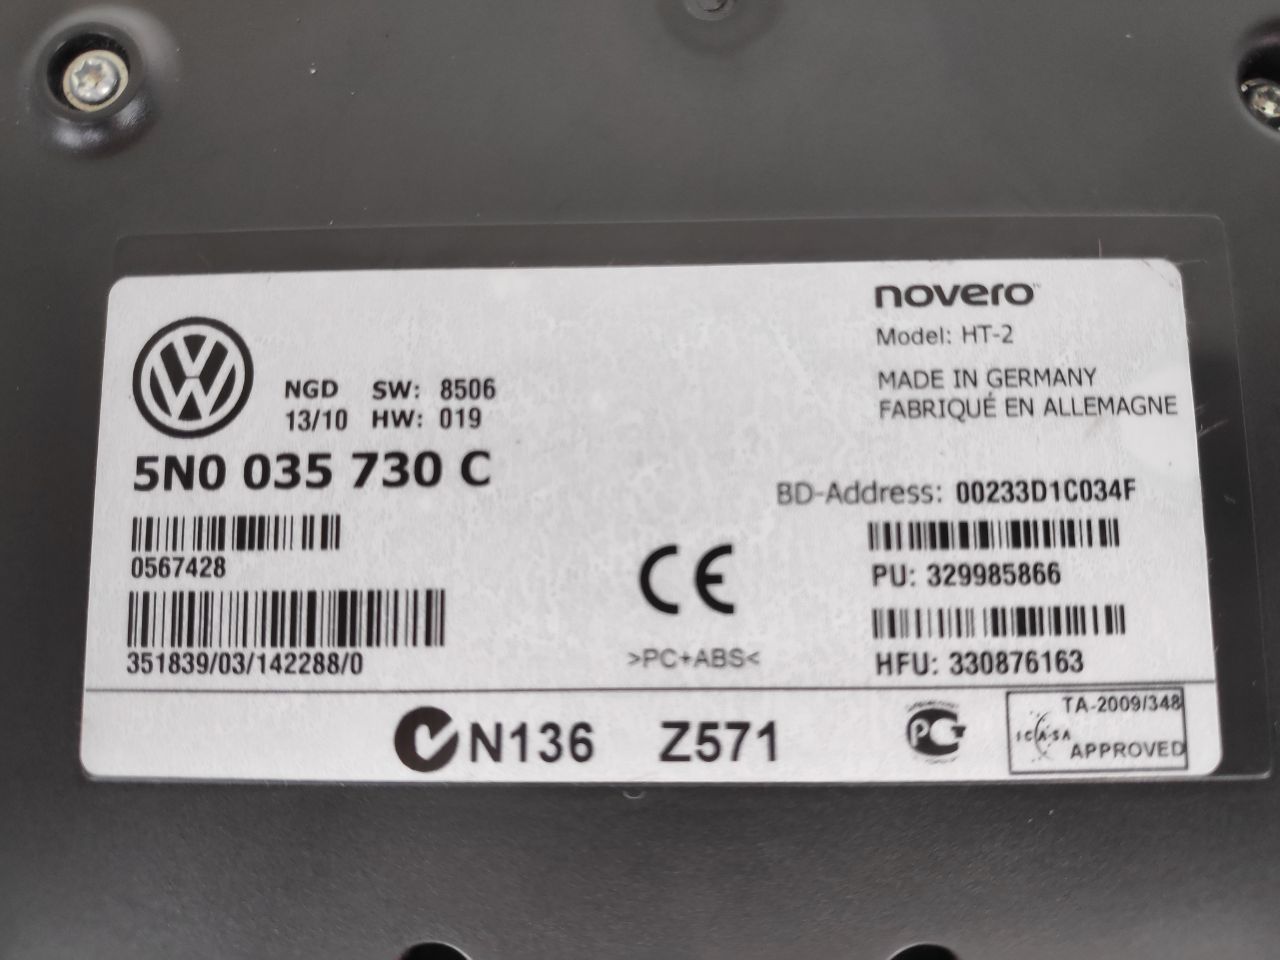 novero
Model: HT-2
MADE IN GERMANY
FABRIQUÉ EN ALLEMAGNE
NGD SW: 8506
13/10 HW: 019
5N0 035 730 C
BD-Address: 00233D1C034F
0567428
PU: 329985866
351839/03/142288/0
>PC+ABS<
HFU: 330876163
N136 Z571
TA-2009/348
ICASA
APPROVED